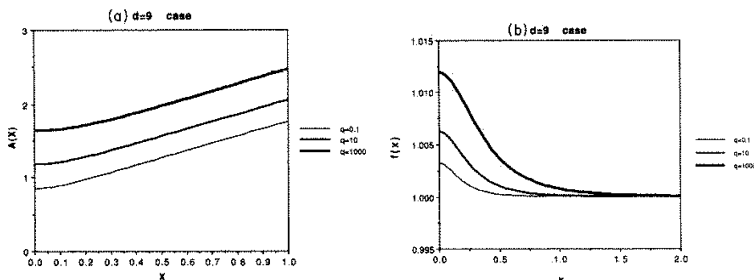 (a) d=9 case
3
2
1
0
A(X)
0.0 0.1 0.2 0.3 0.4 0.5 0.6 0.7 0.8 0.9 1.0
X
q=0.1
q=10
q=1000
(b) d=9 case
1.015
1.010
1.005
1.090
0.995
f(x)
0.0 0.5 1.0 1.5 2.0
q=0.1
q=10
q=100